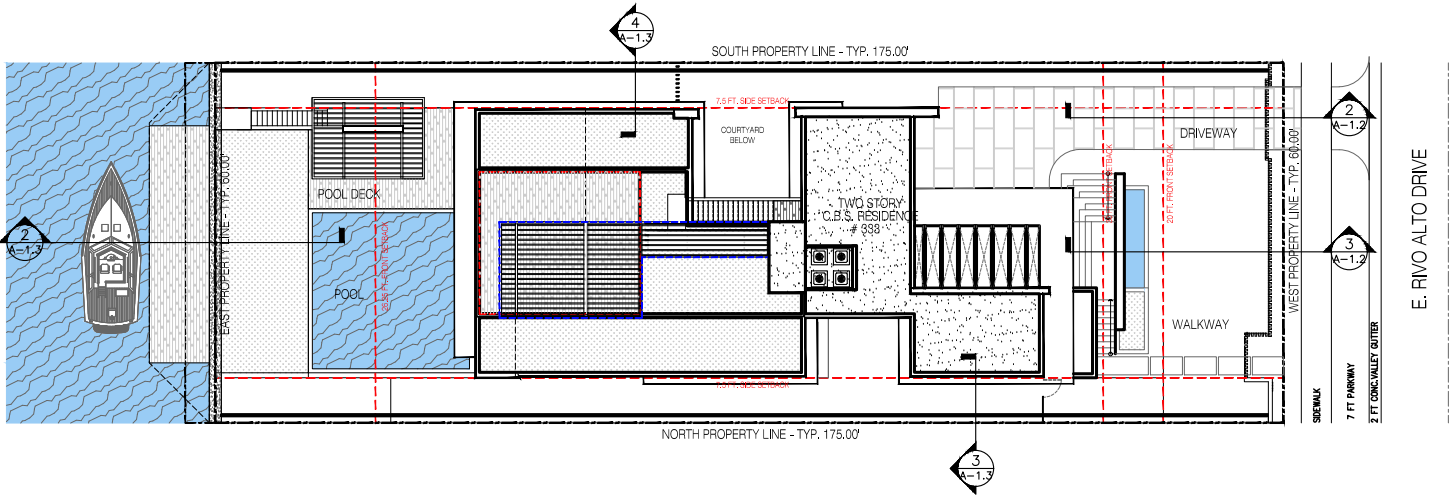 4
A-1.3
SOUTH PROPERTY LINE - TYP. 175.00'
7.5 FT. SIDE SETBACK
COURTYARD
BELOW
2
A-1.2
DRIVEWAY
EAST PROPERTY LINE - TYP. 60.00'
POOL DECK
TWO STORY
C.B.S. RESIDENCE
# 333
20 FT. FRONT SETBACK
WEST PROPERTY LINE - TYP. 60.00'
E. RIVO ALTO DRIVE
2
A-1.3
3
A-1.2
POOL
WALKWAY
7.5 FT. SIDE SETBACK
SIDEWALK
7 FT PARKWAY
2 FT CONC.VALLEY GUTTER
NORTH PROPERTY LINE - TYP. 175.00'
3
A-1.3